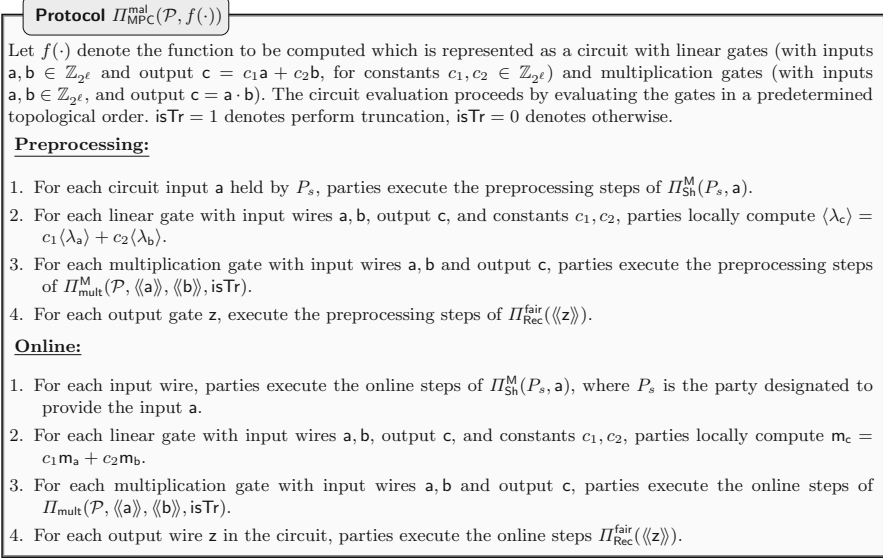 Protocol Π^mal_MPC(𝒫, f(·))
Let f(·) denote the function to be computed which is represented as a circuit with linear gates (with inputs
a, b ∈ ℤ_{2^ℓ} and output c = c₁a + c₂b, for constants c₁, c₂ ∈ ℤ_{2^ℓ}) and multiplication gates (with inputs
a, b ∈ ℤ_{2^ℓ}, and output c = a · b). The circuit evaluation proceeds by evaluating the gates in a predetermined
topological order. isTr = 1 denotes perform truncation, isTr = 0 denotes otherwise.
Preprocessing:
1. For each circuit input a held by P_s, parties execute the preprocessing steps of Π^M_Sh(P_s, a).
2. For each linear gate with input wires a, b, output c, and constants c₁, c₂, parties locally compute ⟨λ_c⟩ =
c₁⟨λ_a⟩ + c₂⟨λ_b⟩.
3. For each multiplication gate with input wires a, b and output c, parties execute the preprocessing steps
of Π^M_mult(𝒫, ⟪a⟫, ⟪b⟫, isTr).
4. For each output gate z, execute the preprocessing steps of Π^fair_Rec(⟪z⟫).
Online:
1. For each input wire, parties execute the online steps of Π^M_Sh(P_s, a), where P_s is the party designated to
provide the input a.
2. For each linear gate with input wires a, b, output c, and constants c₁, c₂, parties locally compute m_c =
c₁m_a + c₂m_b.
3. For each multiplication gate with input wires a, b and output c, parties execute the online steps of
Π_mult(𝒫, ⟪a⟫, ⟪b⟫, isTr).
4. For each output wire z in the circuit, parties execute the online steps Π^fair_Rec(⟪z⟫).